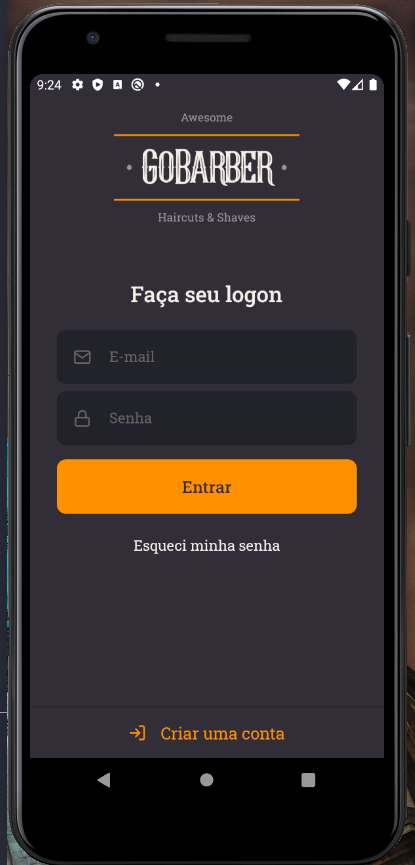 9:24
Awesome
GOBARBER
Haircuts & Shaves
Faça seu logon
E-mail
Senha
Entrar
Esqueci minha senha
Criar uma conta